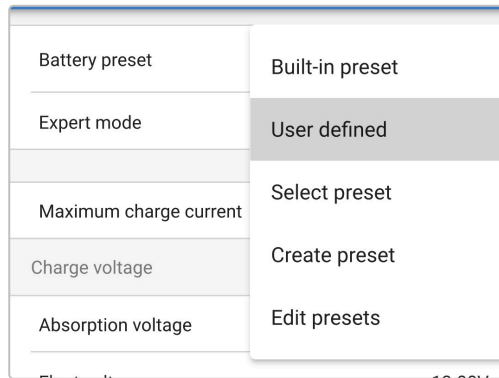 Battery preset
Built-in preset
Expert mode
User defined
Select preset
Maximum charge current
Create preset
Charge voltage
Edit presets
Absorption voltage